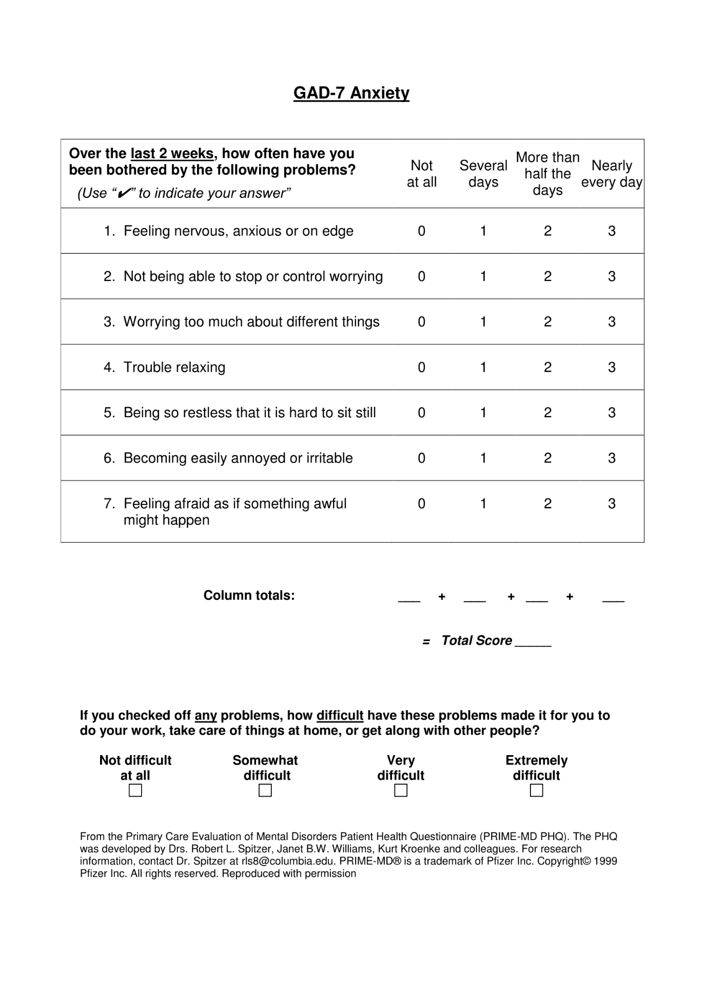 GAD-7 Anxiety
Over the last 2 weeks, how often have you
been bothered by the following problems?
(Use “✔” to indicate your answer”
Not
at all
Several
days
More than
half the
days
Nearly
every day
1. Feeling nervous, anxious or on edge 0 1 2 3
2. Not being able to stop or control worrying 0 1 2 3
3. Worrying too much about different things 0 1 2 3
4. Trouble relaxing 0 1 2 3
5. Being so restless that it is hard to sit still 0 1 2 3
6. Becoming easily annoyed or irritable 0 1 2 3
7. Feeling afraid as if something awful 0 1 2 3
might happen
Column totals: ___ + ___ + ___ + ___
= Total Score _____
If you checked off any problems, how difficult have these problems made it for you to
do your work, take care of things at home, or get along with other people?
Not difficult
at all
Somewhat
difficult
Very
difficult
Extremely
difficult
From the Primary Care Evaluation of Mental Disorders Patient Health Questionnaire (PRIME-MD PHQ). The PHQ
was developed by Drs. Robert L. Spitzer, Janet B.W. Williams, Kurt Kroenke and colleagues. For research
information, contact Dr. Spitzer at rls8@columbia.edu. PRIME-MD® is a trademark of Pfizer Inc. Copyright© 1999
Pfizer Inc. All rights reserved. Reproduced with permission